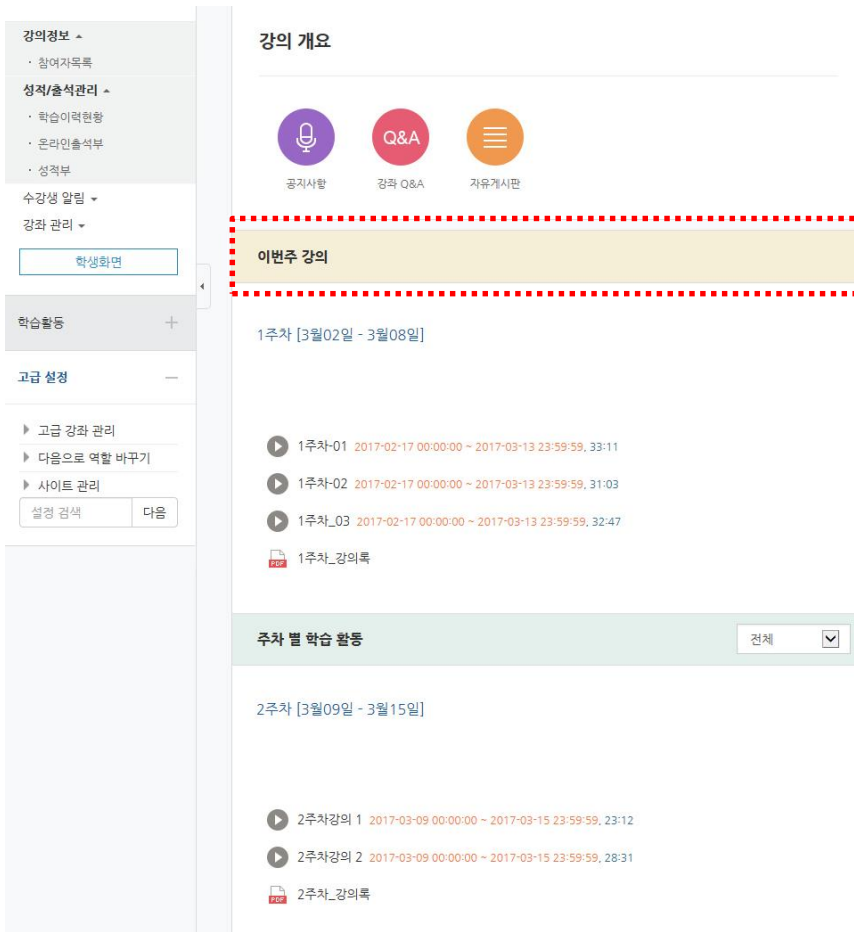 강의정보
· 참여자목록
성적/출석관리
· 학습이력현황
· 온라인출석부
· 성적부
수강생 알림
강좌 관리
학생화면
학습활동
고급 설정
고급 강좌 관리
다음으로 역할 바꾸기
사이트 관리
설정 검색 다음
강의 개요
Q&A
공지사항 강좌 Q&A 자유게시판
이번주 강의
1주차 [3월02일 - 3월08일]
1주차-01 2017-02-17 00:00:00 ~ 2017-03-13 23:59:59, 33:11
1주차-02 2017-02-17 00:00:00 ~ 2017-03-13 23:59:59, 31:03
1주차_03 2017-02-17 00:00:00 ~ 2017-03-13 23:59:59, 32:47
PDF 1주차_강의록
주차 별 학습 활동 전체
2주차 [3월09일 - 3월15일]
2주차강의 1 2017-03-09 00:00:00 ~ 2017-03-15 23:59:59, 23:12
2주차강의 2 2017-03-09 00:00:00 ~ 2017-03-15 23:59:59, 28:31
PDF 2주차_강의록